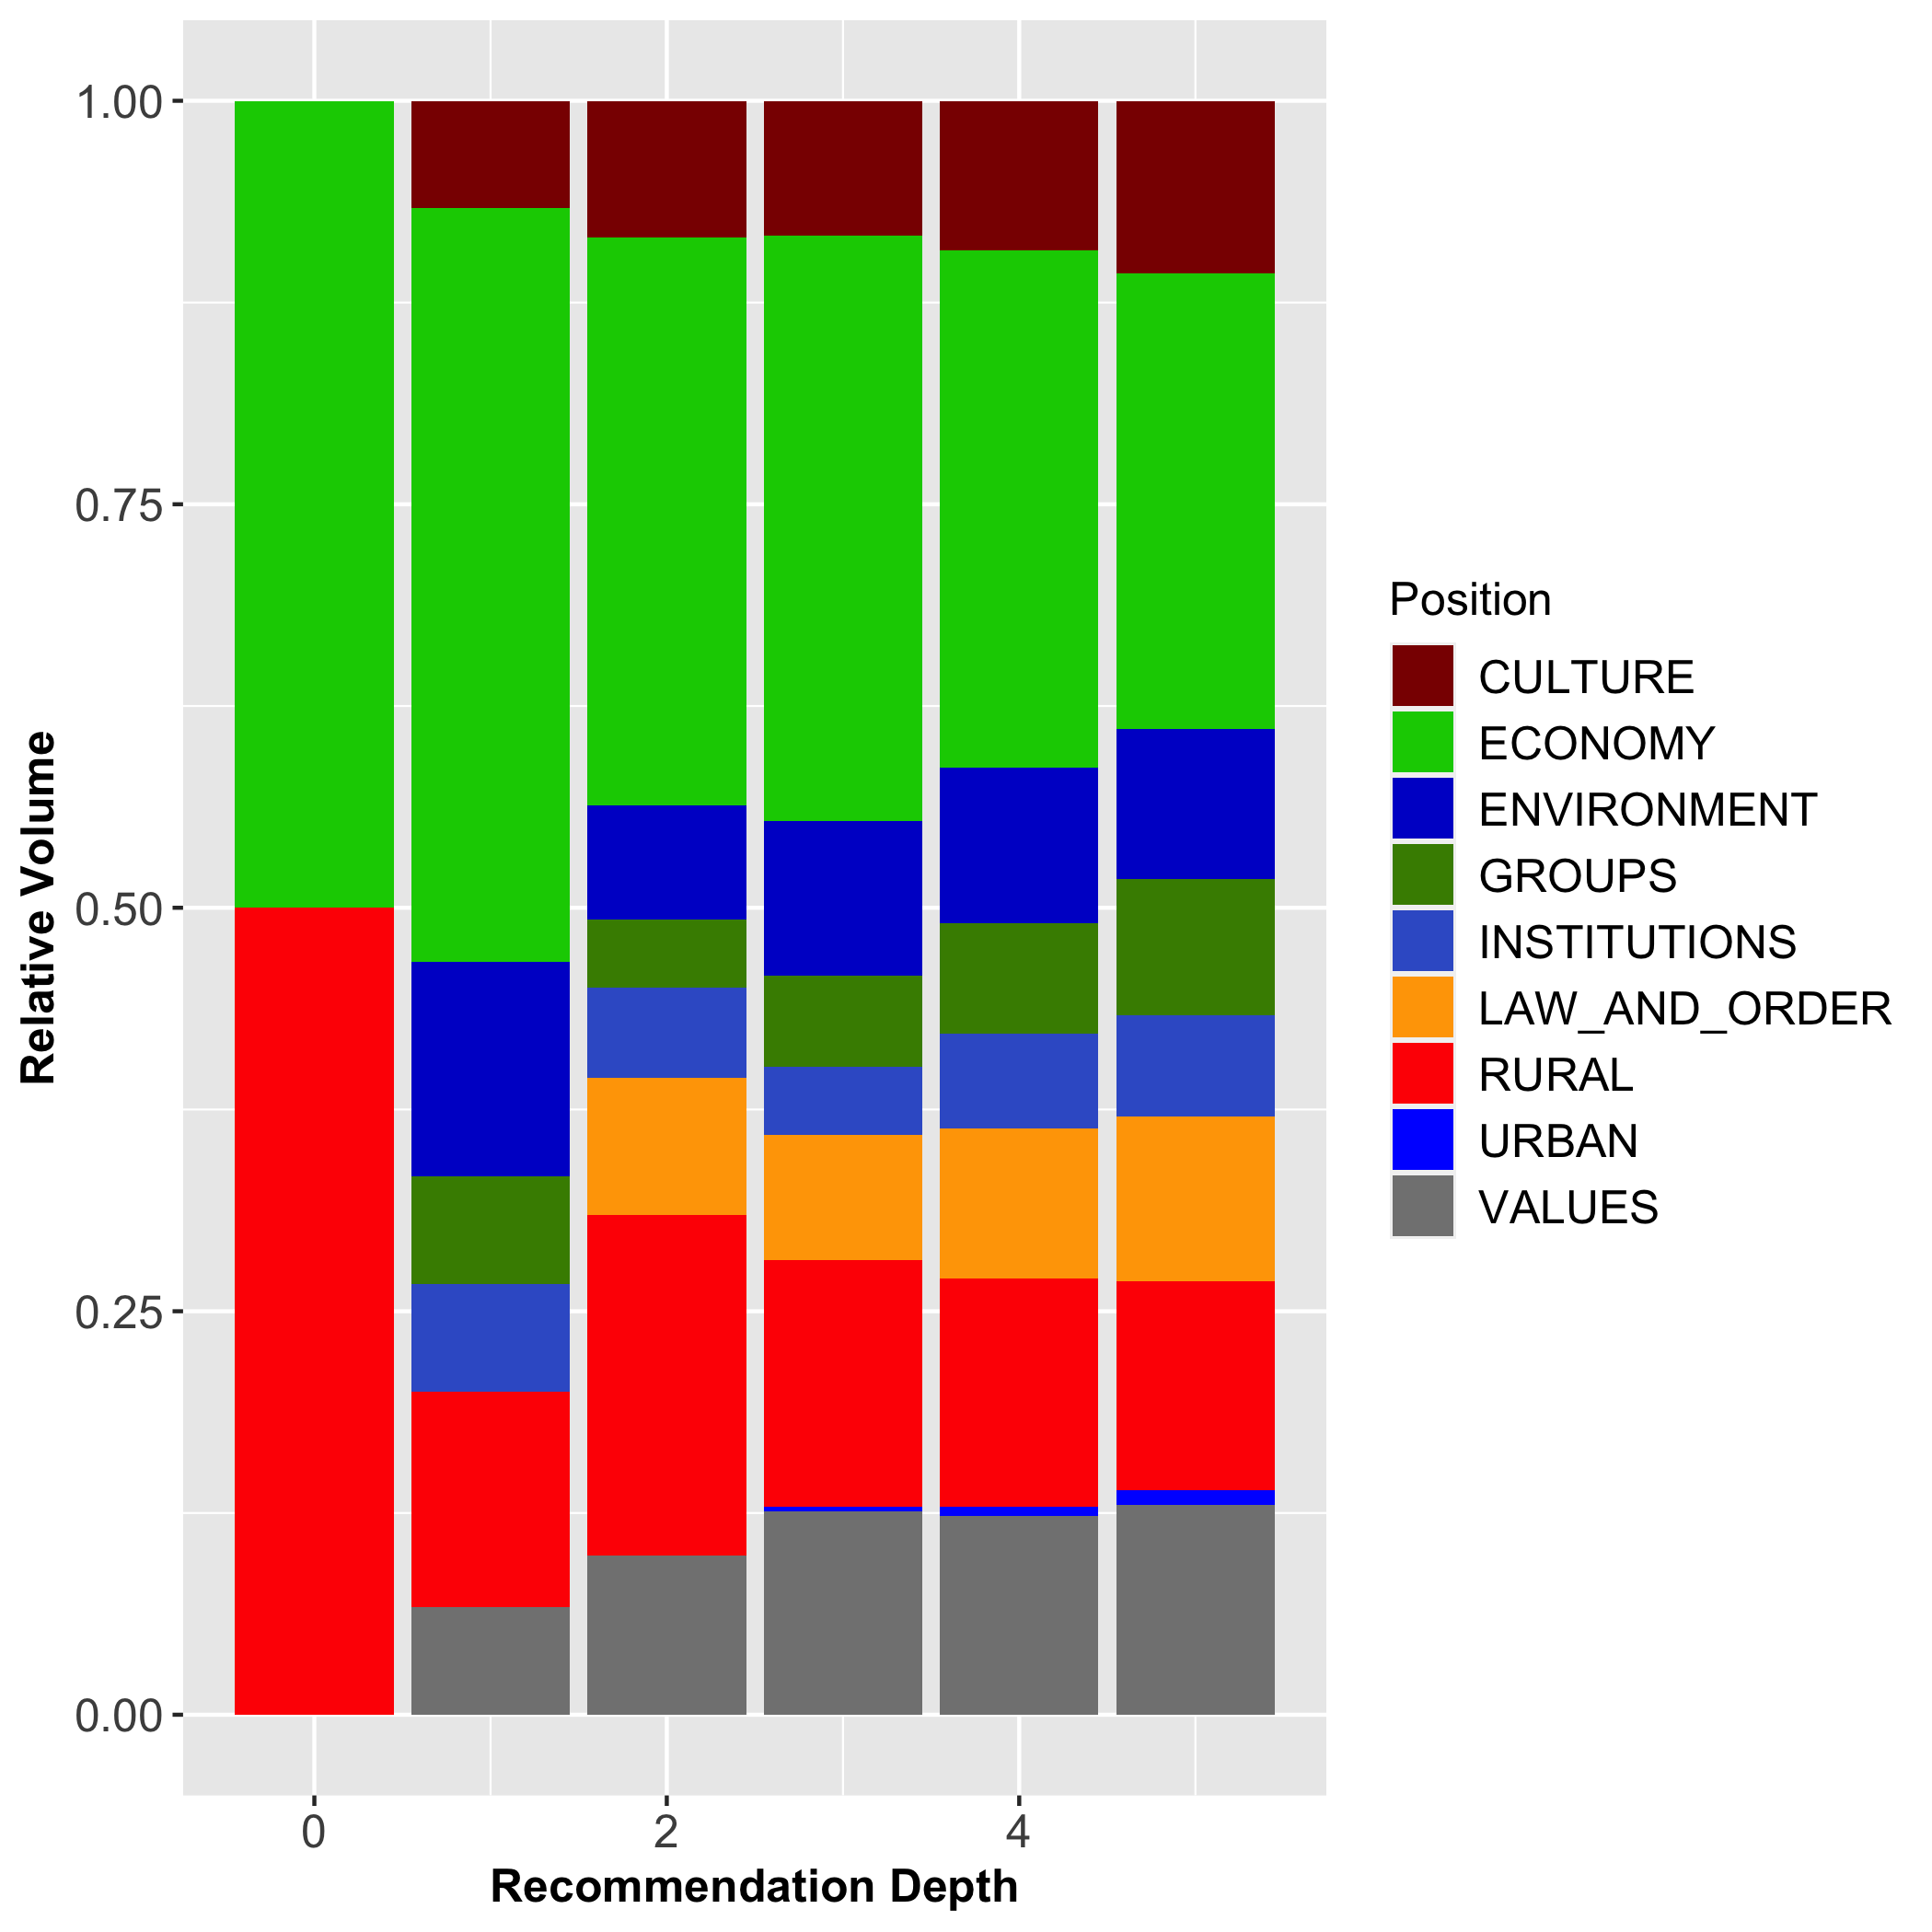 1.00
0.75
0.50
0.25
0.00
Relative Volume
0
2
4
Recommendation Depth
Position
CULTURE
ECONOMY
ENVIRONMENT
GROUPS
INSTITUTIONS
LAW_AND_ORDER
RURAL
URBAN
VALUES